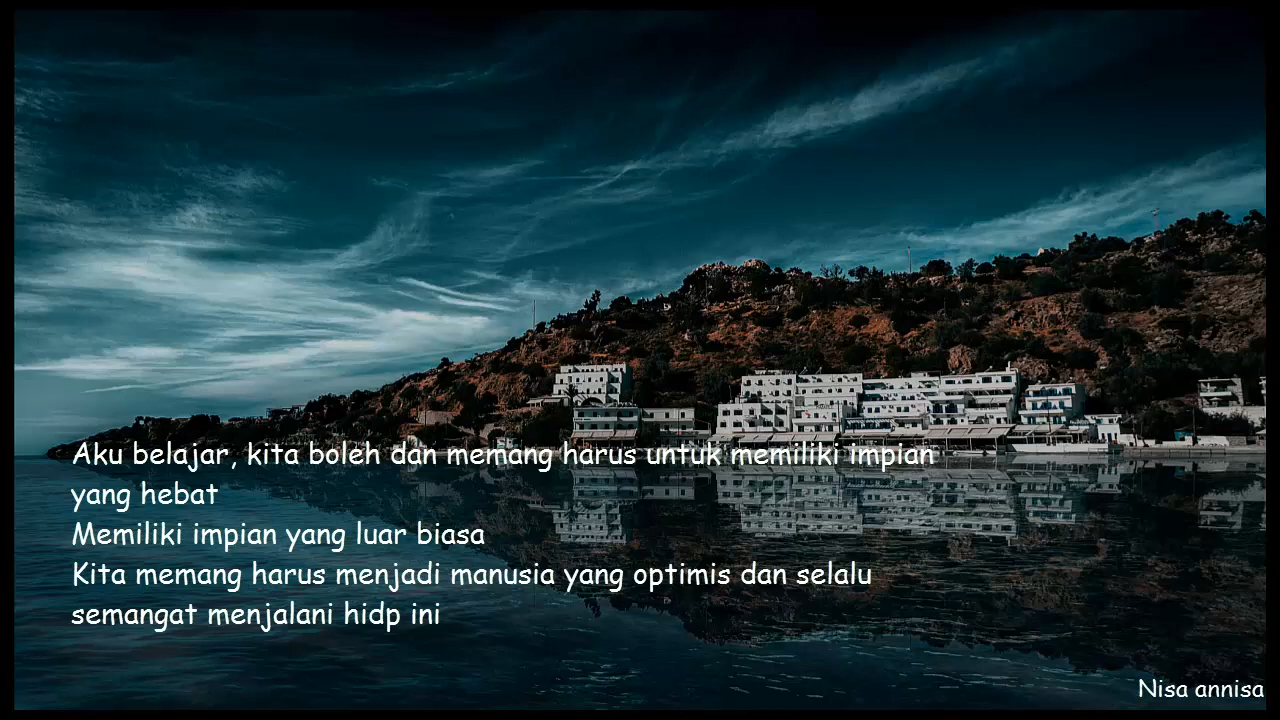 Aku belajar, kita boleh dan memang harus untuk memiliki impian
yang hebat
Memiliki impian yang luar biasa
Kita memang harus menjadi manusia yang optimis dan selalu
semangat menjalani hidp ini
Nisa annisa